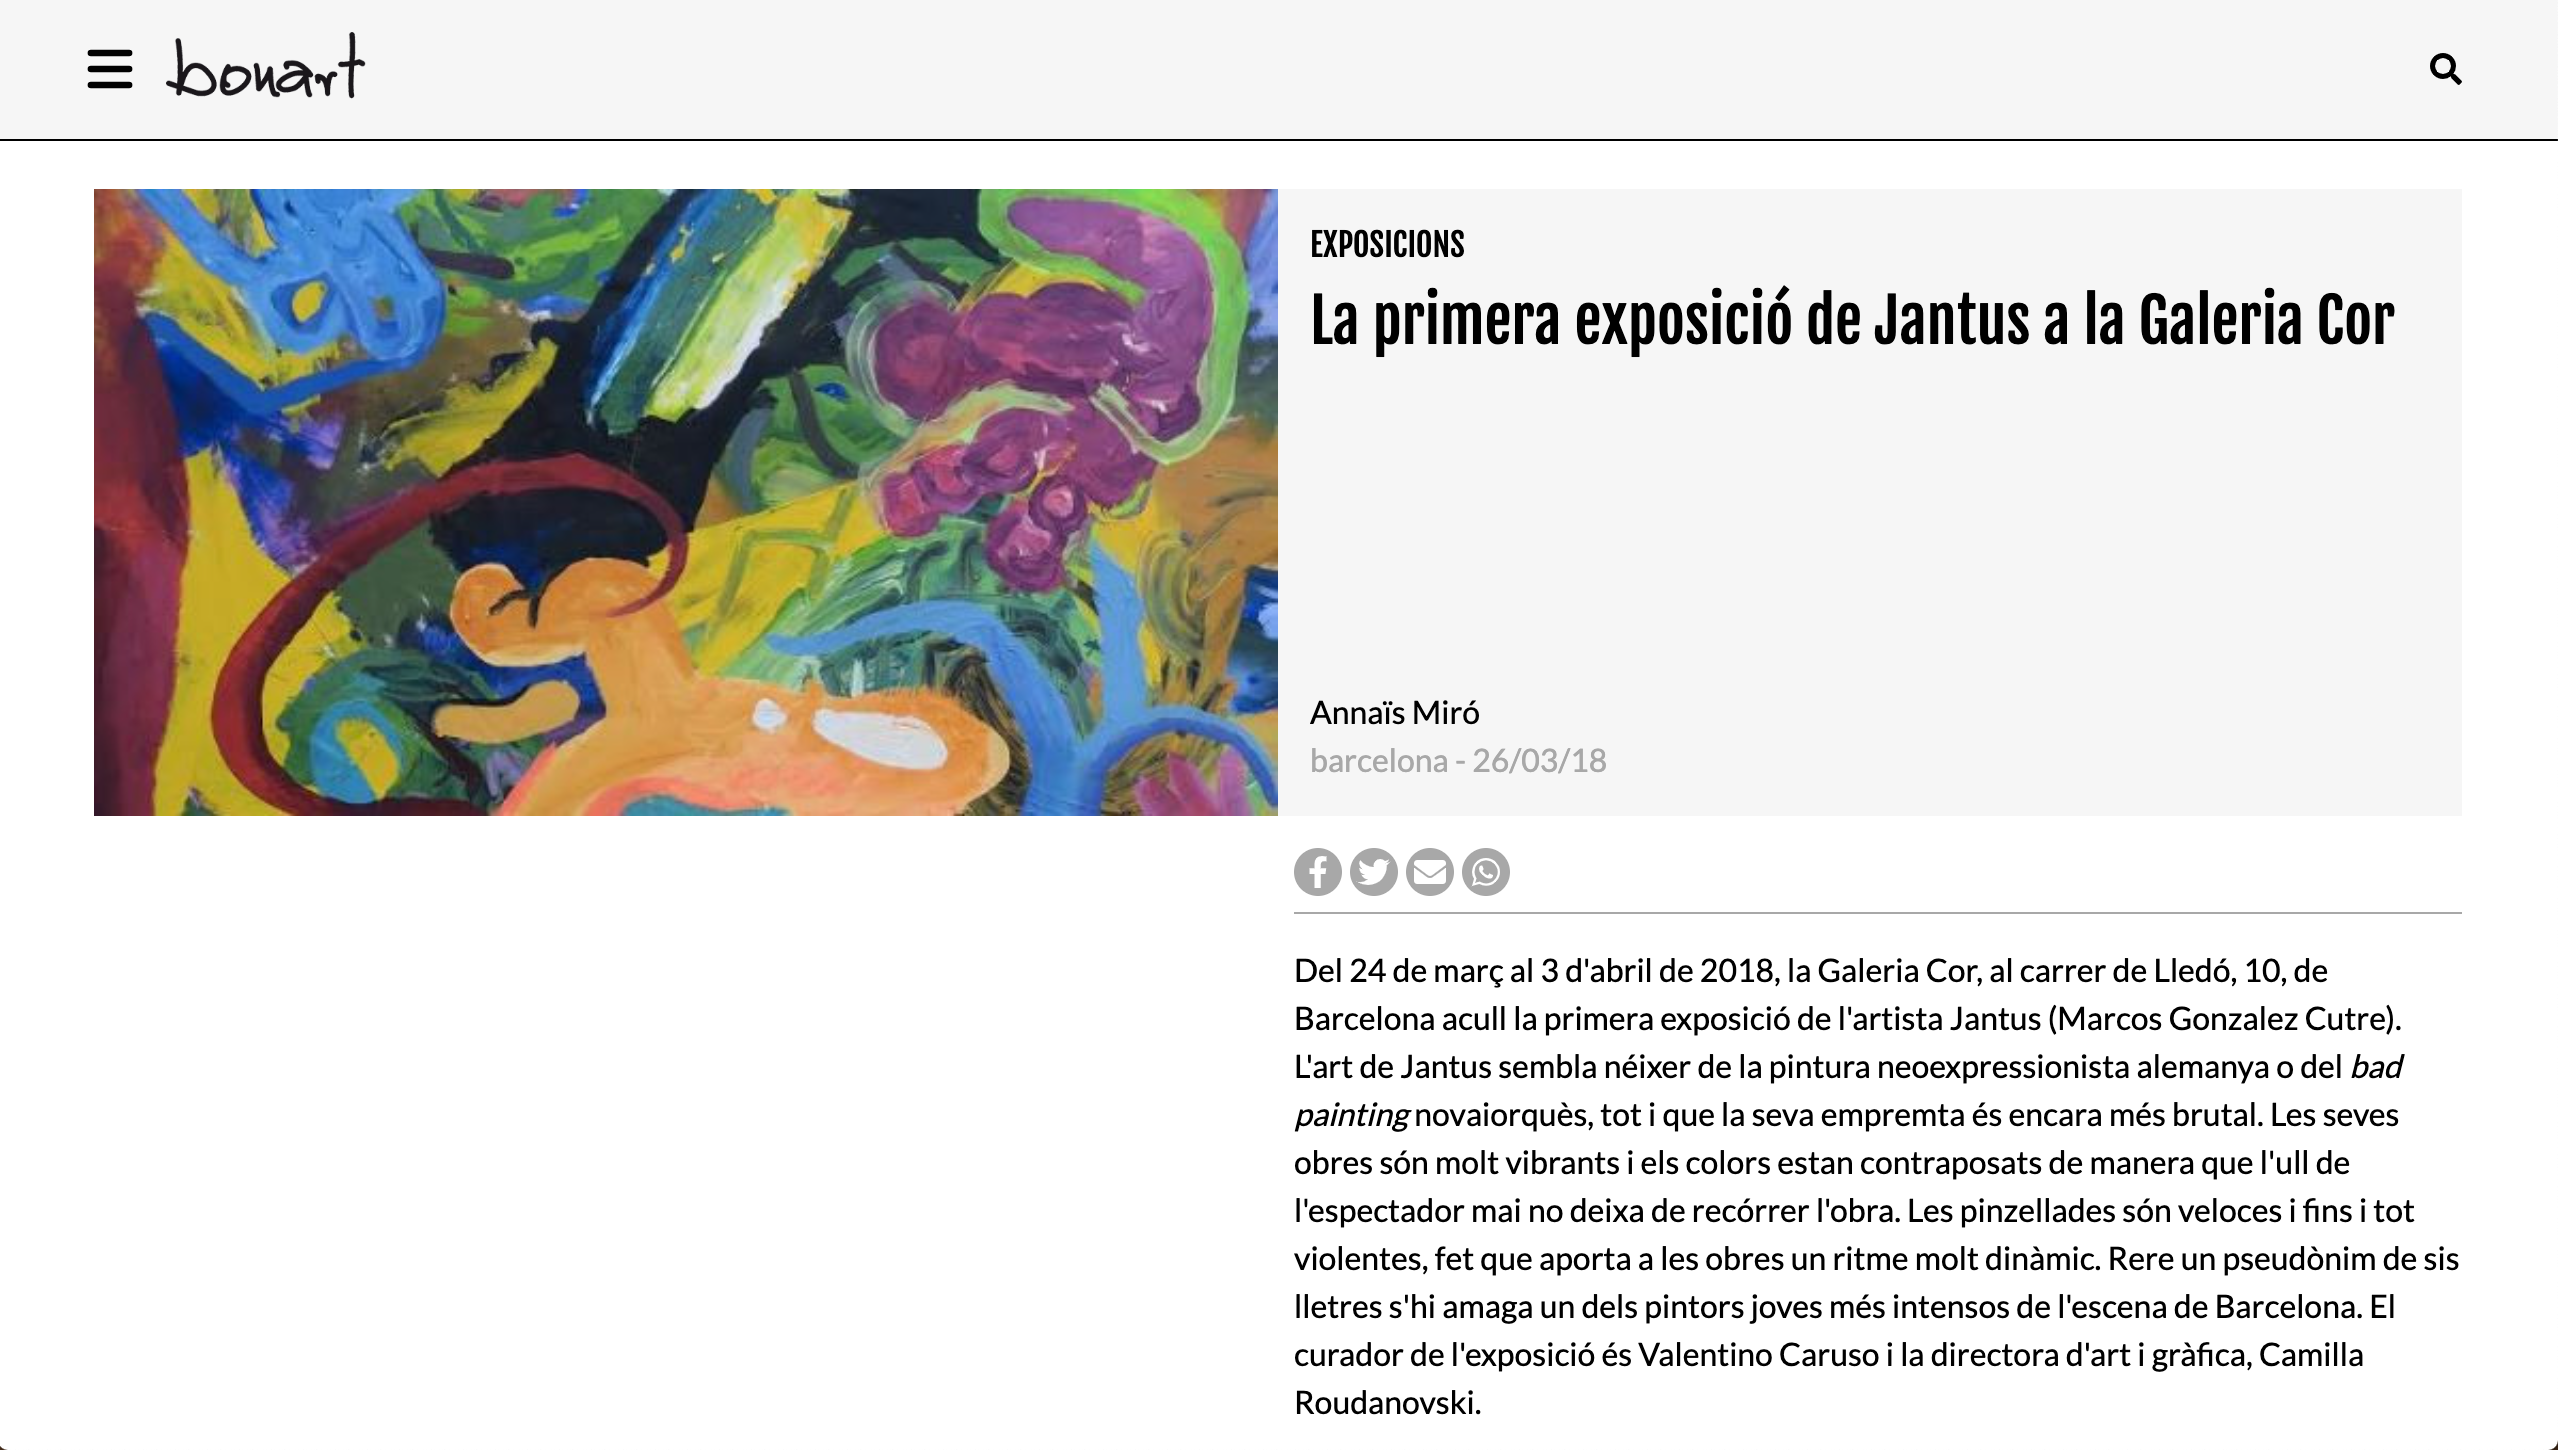 bonart
EXPOSICIONS
La primera exposició de Jantus a la Galeria Cor
Annaïs Miró
barcelona - 26/03/18
Del 24 de març al 3 d'abril de 2018, la Galeria Cor, al carrer de Lledó, 10, de
Barcelona acull la primera exposició de l'artista Jantus (Marcos Gonzalez Cutre).
L'art de Jantus sembla néixer de la pintura neoexpressionista alemanya o del bad
painting novaiorquès, tot i que la seva empremta és encara més brutal. Les seves
obres són molt vibrants i els colors estan contraposats de manera que l'ull de
l'espectador mai no deixa de recórrer l'obra. Les pinzellades són veloces i fins i tot
violentes, fet que aporta a les obres un ritme molt dinàmic. Rere un pseudònim de sis
lletres s'hi amaga un dels pintors joves més intensos de l'escena de Barcelona. El
curador de l'exposició és Valentino Caruso i la directora d'art i gràfica, Camilla
Roudanovski.